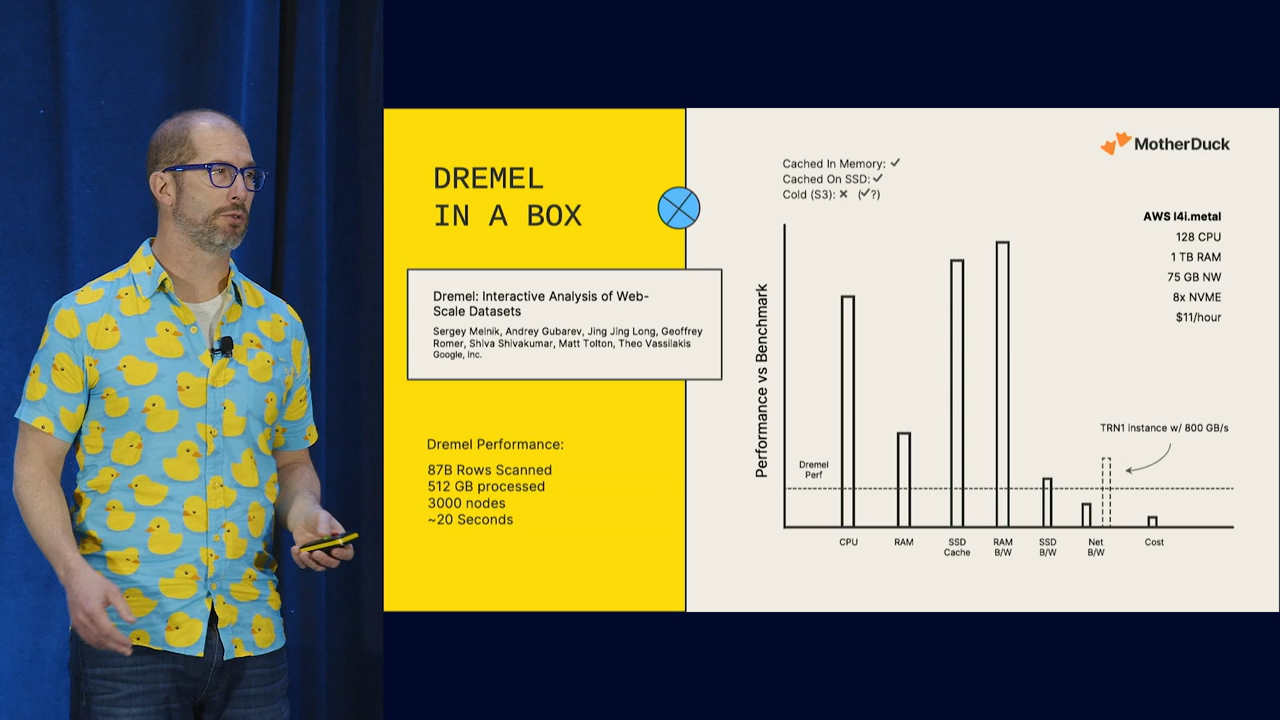 DREMEL
IN A BOX
Dremel: Interactive Analysis of Web-
Scale Datasets
Sergey Melnik, Andrey Gubarev, Jing Jing Long, Geoffrey
Romer, Shiva Shivakumar, Matt Tolton, Theo Vassilakis
Google, Inc.
Dremel Performance:
87B Rows Scanned
512 GB processed
3000 nodes
~20 Seconds
MotherDuck
Cached In Memory: ✓
Cached On SSD: ✓
Cold (S3): ✕ (✓?)
AWS I4i.metal
128 CPU
1 TB RAM
75 GB NW
8x NVME
$11/hour
Performance vs Benchmark
TRN1 instance w/ 800 GB/s
Dremel
Perf
CPU
RAM
SSD
Cache
RAM
B/W
SSD
B/W
Net
B/W
Cost